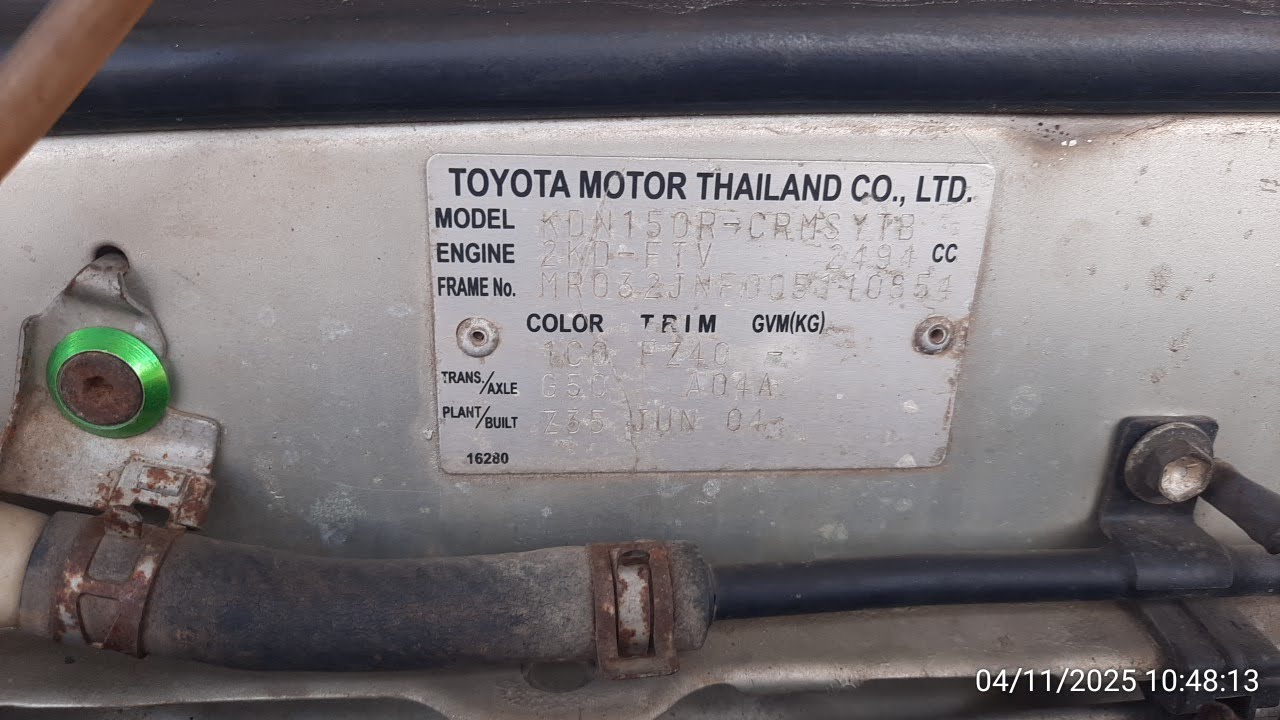 TOYOTA MOTOR THAILAND CO., LTD.
MODEL KDN150R-CRMSYTB
ENGINE 2KD-FTV 2494 CC
FRAME No.
COLOR TRIM GVM(KG)
1C0 PZ40 -
TRANS./AXLE G50 - A04A
PLANT/BUILT Z35 JUN 04
16280
04/11/2025 10:48:13